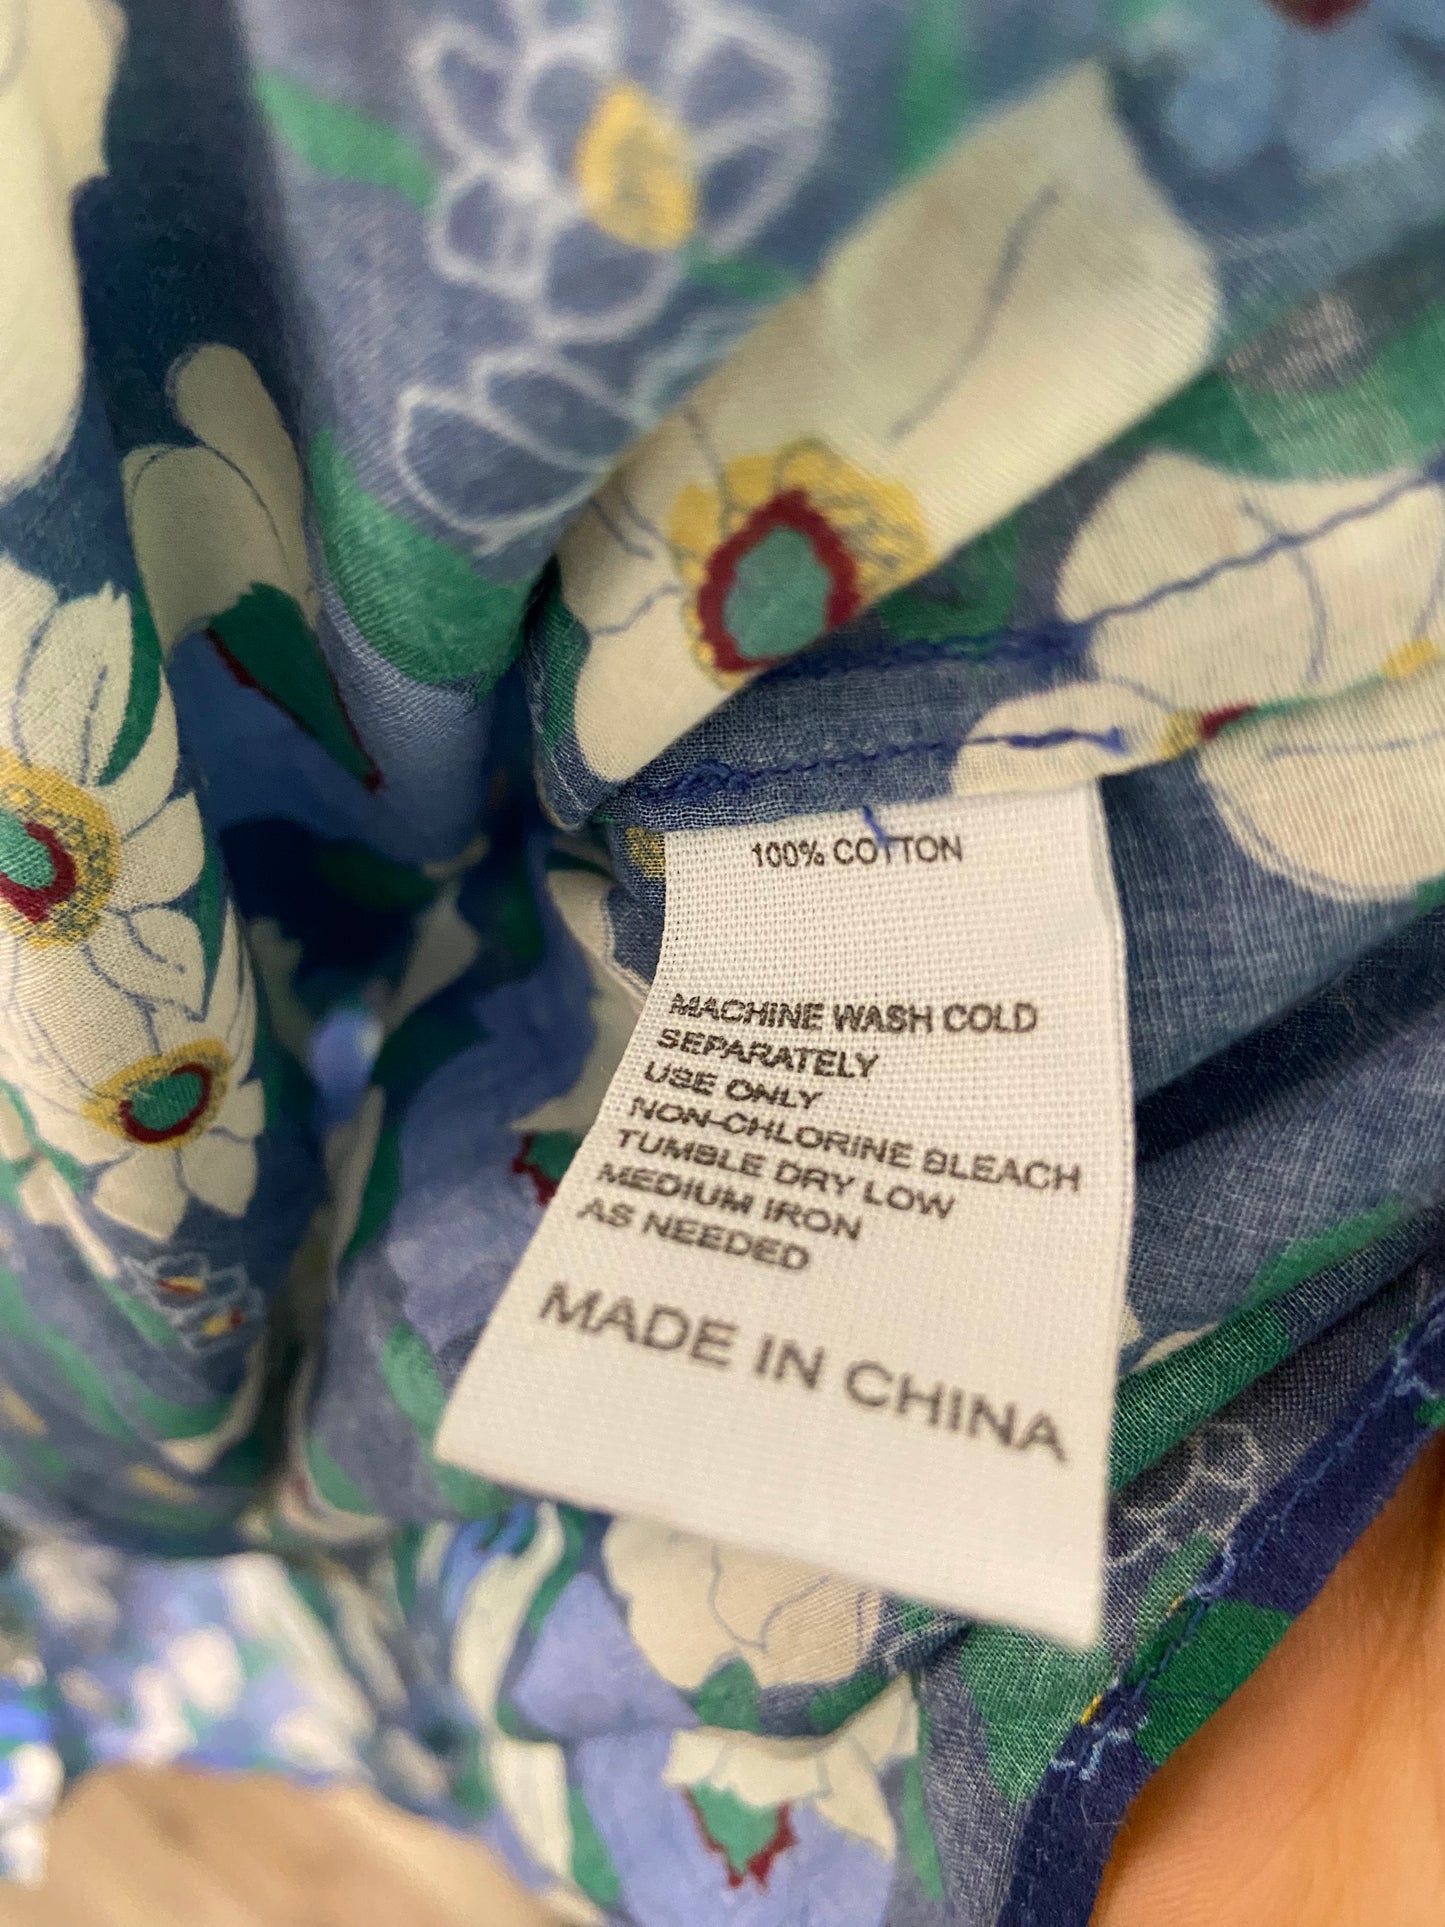 100% COTTON
MACHINE WASH COLD
SEPARATELY
USE ONLY
NON-CHLORINE BLEACH
TUMBLE DRY LOW
MEDIUM IRON
AS NEEDED
MADE IN CHINA